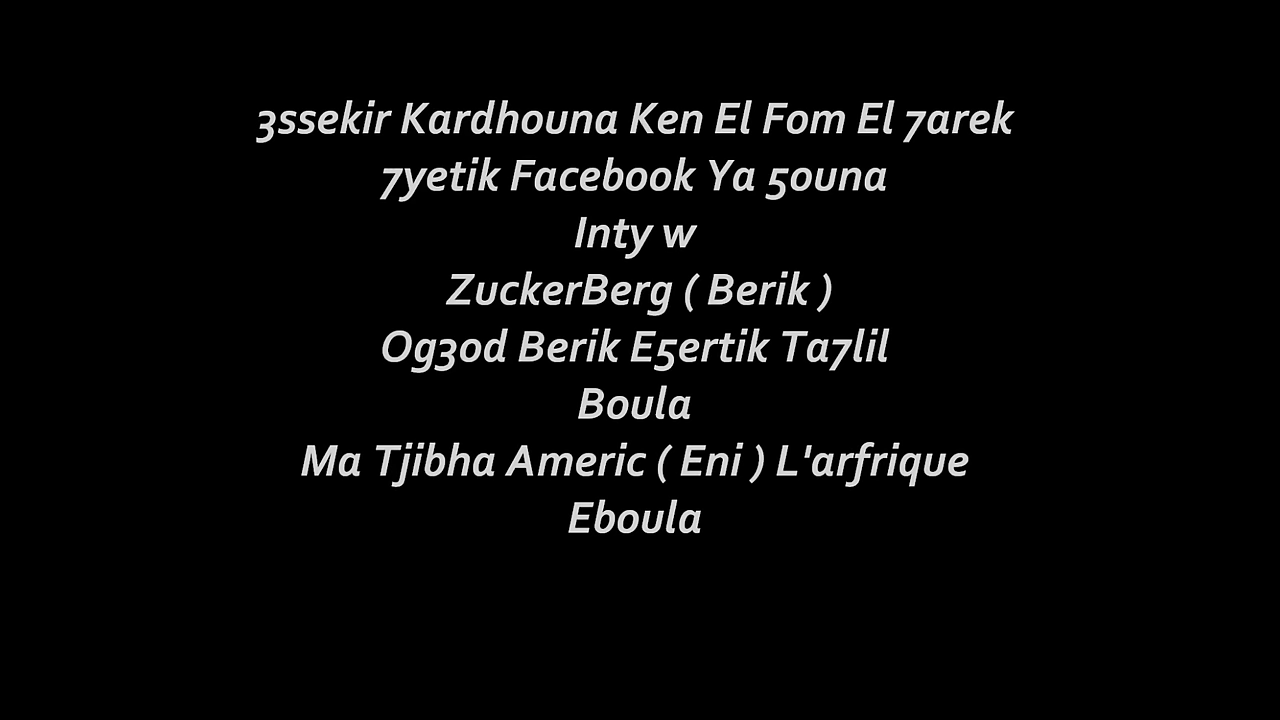 3ssekir Kardhouna Ken El Fom El 7arek
7yetik Facebook Ya 5ouna
Inty w
ZuckerBerg ( Berik )
Og3od Berik E5ertik Ta7lil
Boula
Ma Tjibha Americ ( Eni ) L'arfrique
Eboula